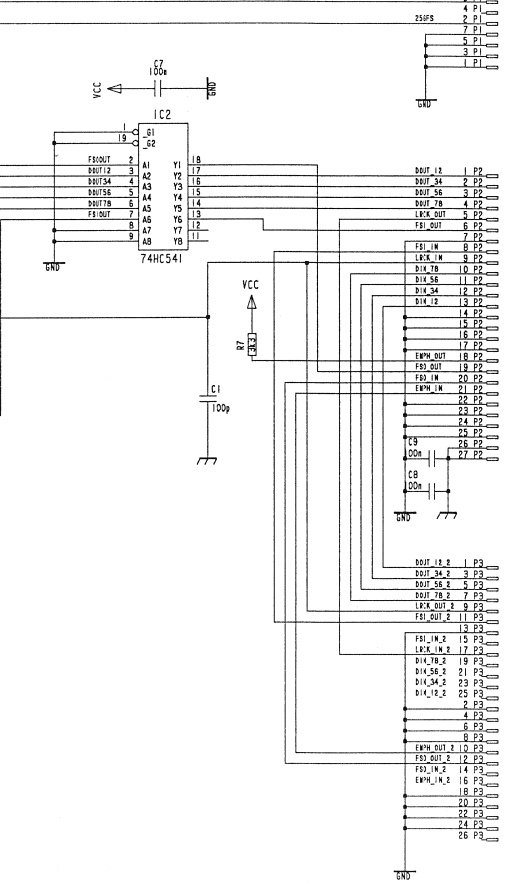 4 P1
256FS 2 P1
7 P1
5 P1
3 P1
1 P1
GND
C7
100n
VCC
GND
IC2
1 _G1
19 _G2
FS0OUT 2 A1 Y1 18
DOUT12 3 A2 Y2 17
DOUT34 4 A3 Y3 16
DOUT56 5 A4 Y4 15
DOUT78 6 A5 Y5 14
FS1OUT 7 A6 Y6 13
8 A7 Y7 12
9 A8 Y8 11
74HC541
GND
VCC
R7
3k3
C1
100p
DOUT_12 1 P2
DOUT_34 2 P2
DOUT_56 3 P2
DOUT_78 4 P2
LRCK_OUT 5 P2
FS1_OUT 6 P2
7 P2
FS1_IN 8 P2
LRCK_IN 9 P2
DIN_78 10 P2
DIN_56 11 P2
DIN_34 12 P2
DIN_12 13 P2
14 P2
15 P2
16 P2
17 P2
EMPH_OUT 18 P2
FS0_OUT 19 P2
FS0_IN 20 P2
EMPH_IN 21 P2
22 P2
23 P2
24 P2
25 P2
26 P2
27 P2
C9
00n
C8
00n
GND
DOUT_12_2 1 P3
DOUT_34_2 3 P3
DOUT_56_2 5 P3
DOUT_78_2 7 P3
LRCK_OUT_2 9 P3
FS1_OUT_2 11 P3
13 P3
FS1_IN_2 15 P3
LRCK_IN_2 17 P3
DIN_78_2 19 P3
DIN_56_2 21 P3
DIN_34_2 23 P3
DIN_12_2 25 P3
2 P3
4 P3
6 P3
8 P3
EMPH_OUT_2 10 P3
FS0_OUT_2 12 P3
FS0_IN_2 14 P3
EMPH_IN_2 16 P3
18 P3
20 P3
22 P3
24 P3
26 P3
GND